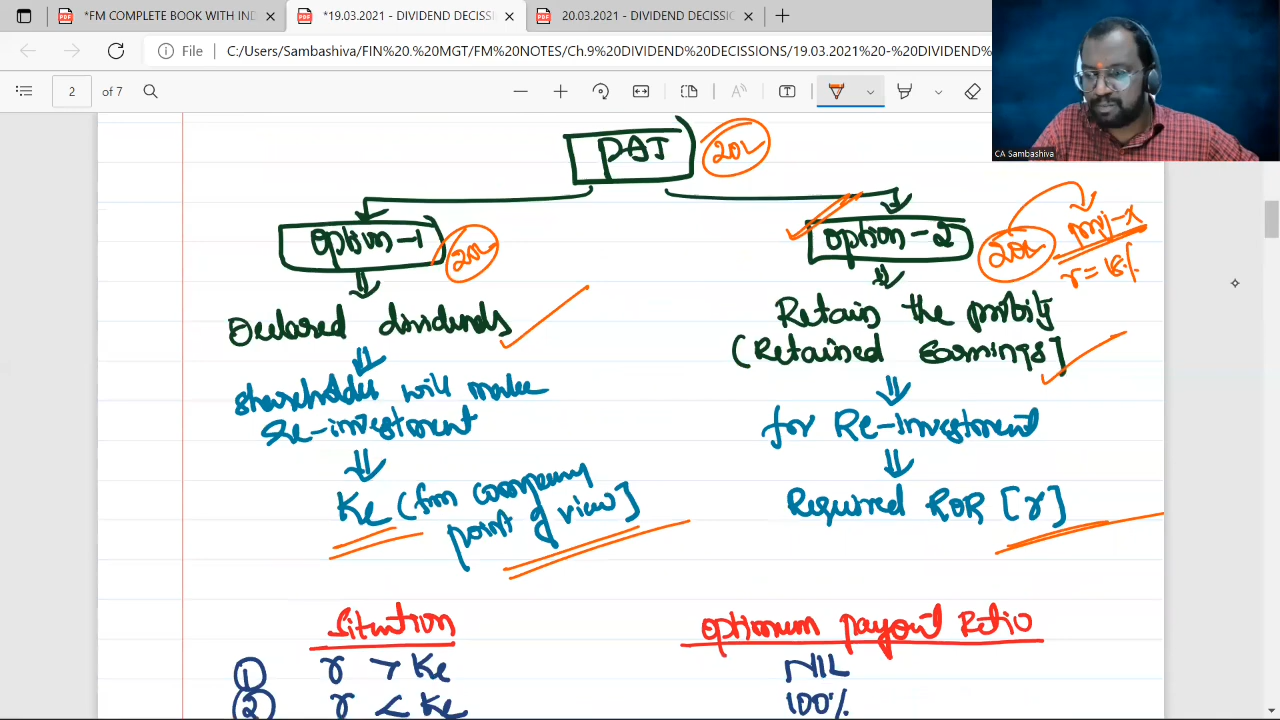 *FM COMPLETE BOOK WITH IND
*19.03.2021 - DIVIDEND DECISSIONS
20.03.2021 - DIVIDEND DECISSIO
File
C:/Users/Sambashiva/FIN%20.%20MGT/FM%20NOTES/Ch.9%20DIVIDEND%20DECISSIONS/19.03.2021%20-%20DIVIDEND%
2 of 7
CA Sambashiva
PAT 20L
Option-1 20L
Option-2 20L proj-x
r = 18%
Declared dividends
Retain the profits
(Retained Earnings]
Shareholders will make
Re-investment
for Re-Investment
Ke (from company
point of view]
Required ROR [r]
Situation
Optimum payout Ratio
① r > Ke NIL
② r < Ke 100%